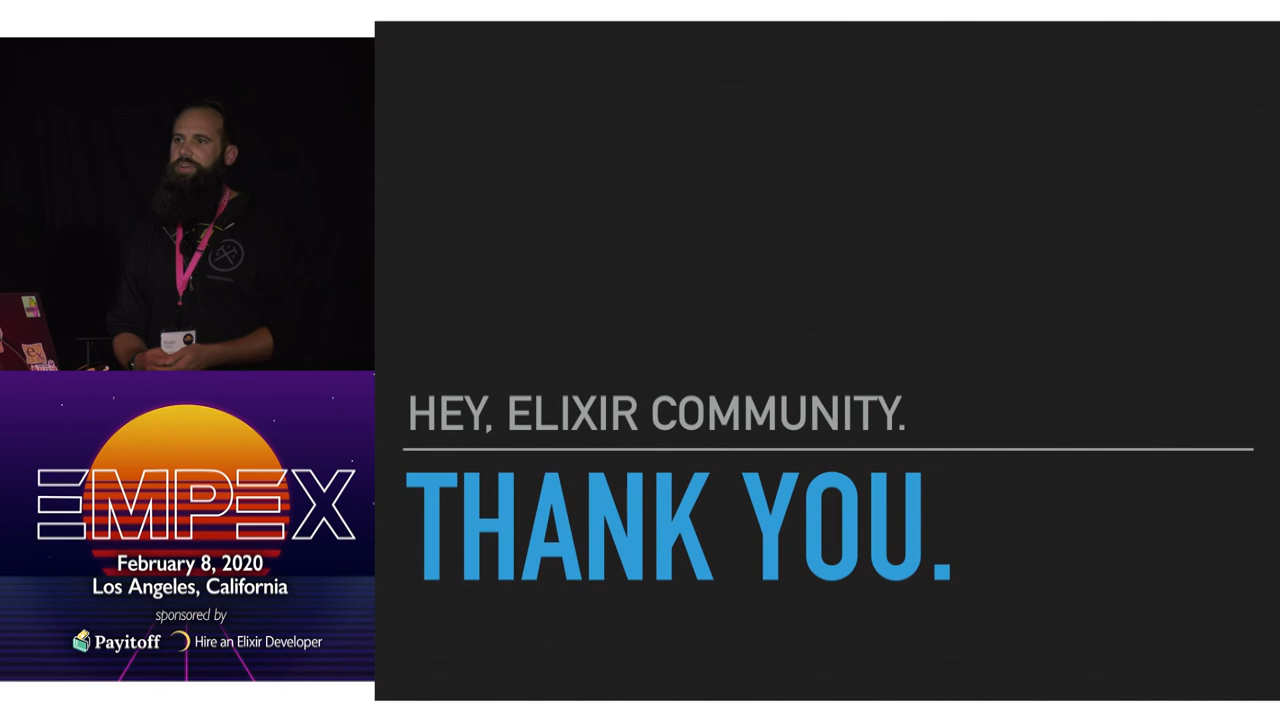 EMPEX
February 8, 2020
Los Angeles, California
sponsored by
Payitoff
Hire an Elixir Developer
HEY, ELIXIR COMMUNITY.
THANK YOU.